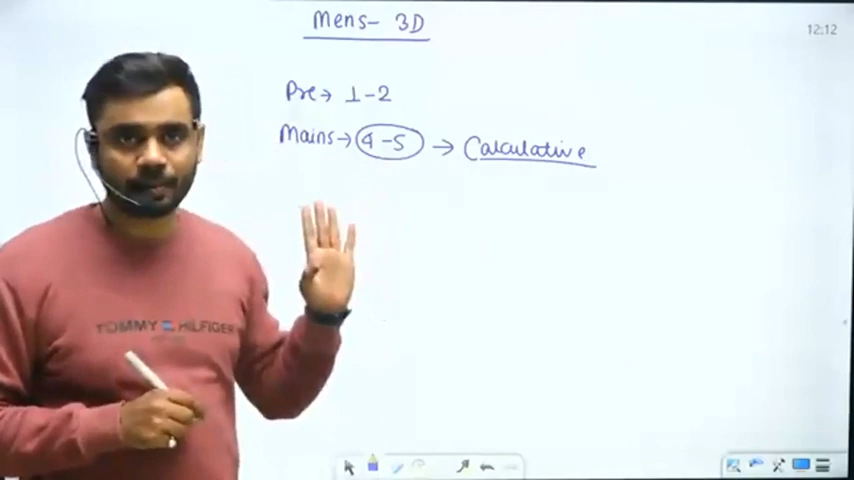 Mens- 3D
12:12
Pre → 1-2
Mains → 4-5 → Calculative
TOMMY HILFIGER